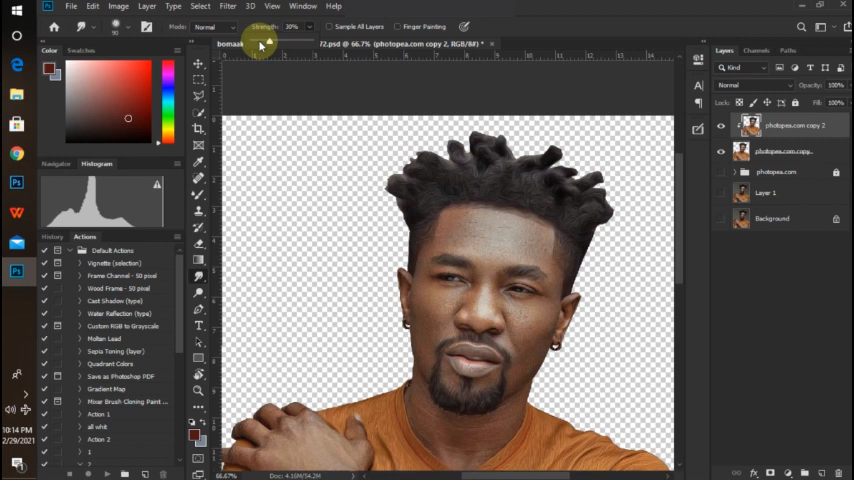 File Edit Image Layer Type Select Filter 3D View Window Help
Mode: Normal Strength: 30% Sample All Layers Finger Painting
90
72.psd @ 66.7% (photopea.com copy 2, RGB/8#) *
Color Swatches
Navigator Histogram
History Actions
Default Actions
Vignette (selection)
Frame Channel - 50 pixel
Wood Frame - 50 pixel
Cast Shadow (type)
Water Reflection (type)
Custom RGB to Grayscale
Molten Lead
Sepia Toning (layer)
Quadrant Colors
Save as Photoshop PDF
Gradient Map
Mixer Brush Cloning Paint ...
Action 1
all whit
Action 2
1
2
Layers Channels Paths
Kind
Normal Opacity: 100%
Lock: Fill: 100%
photopea.com copy 2
photopea.com copy...
photopea.com
Layer 1
Background
66.67% Doc: 4.16M/54.2M
10:14 PM
2/29/2021